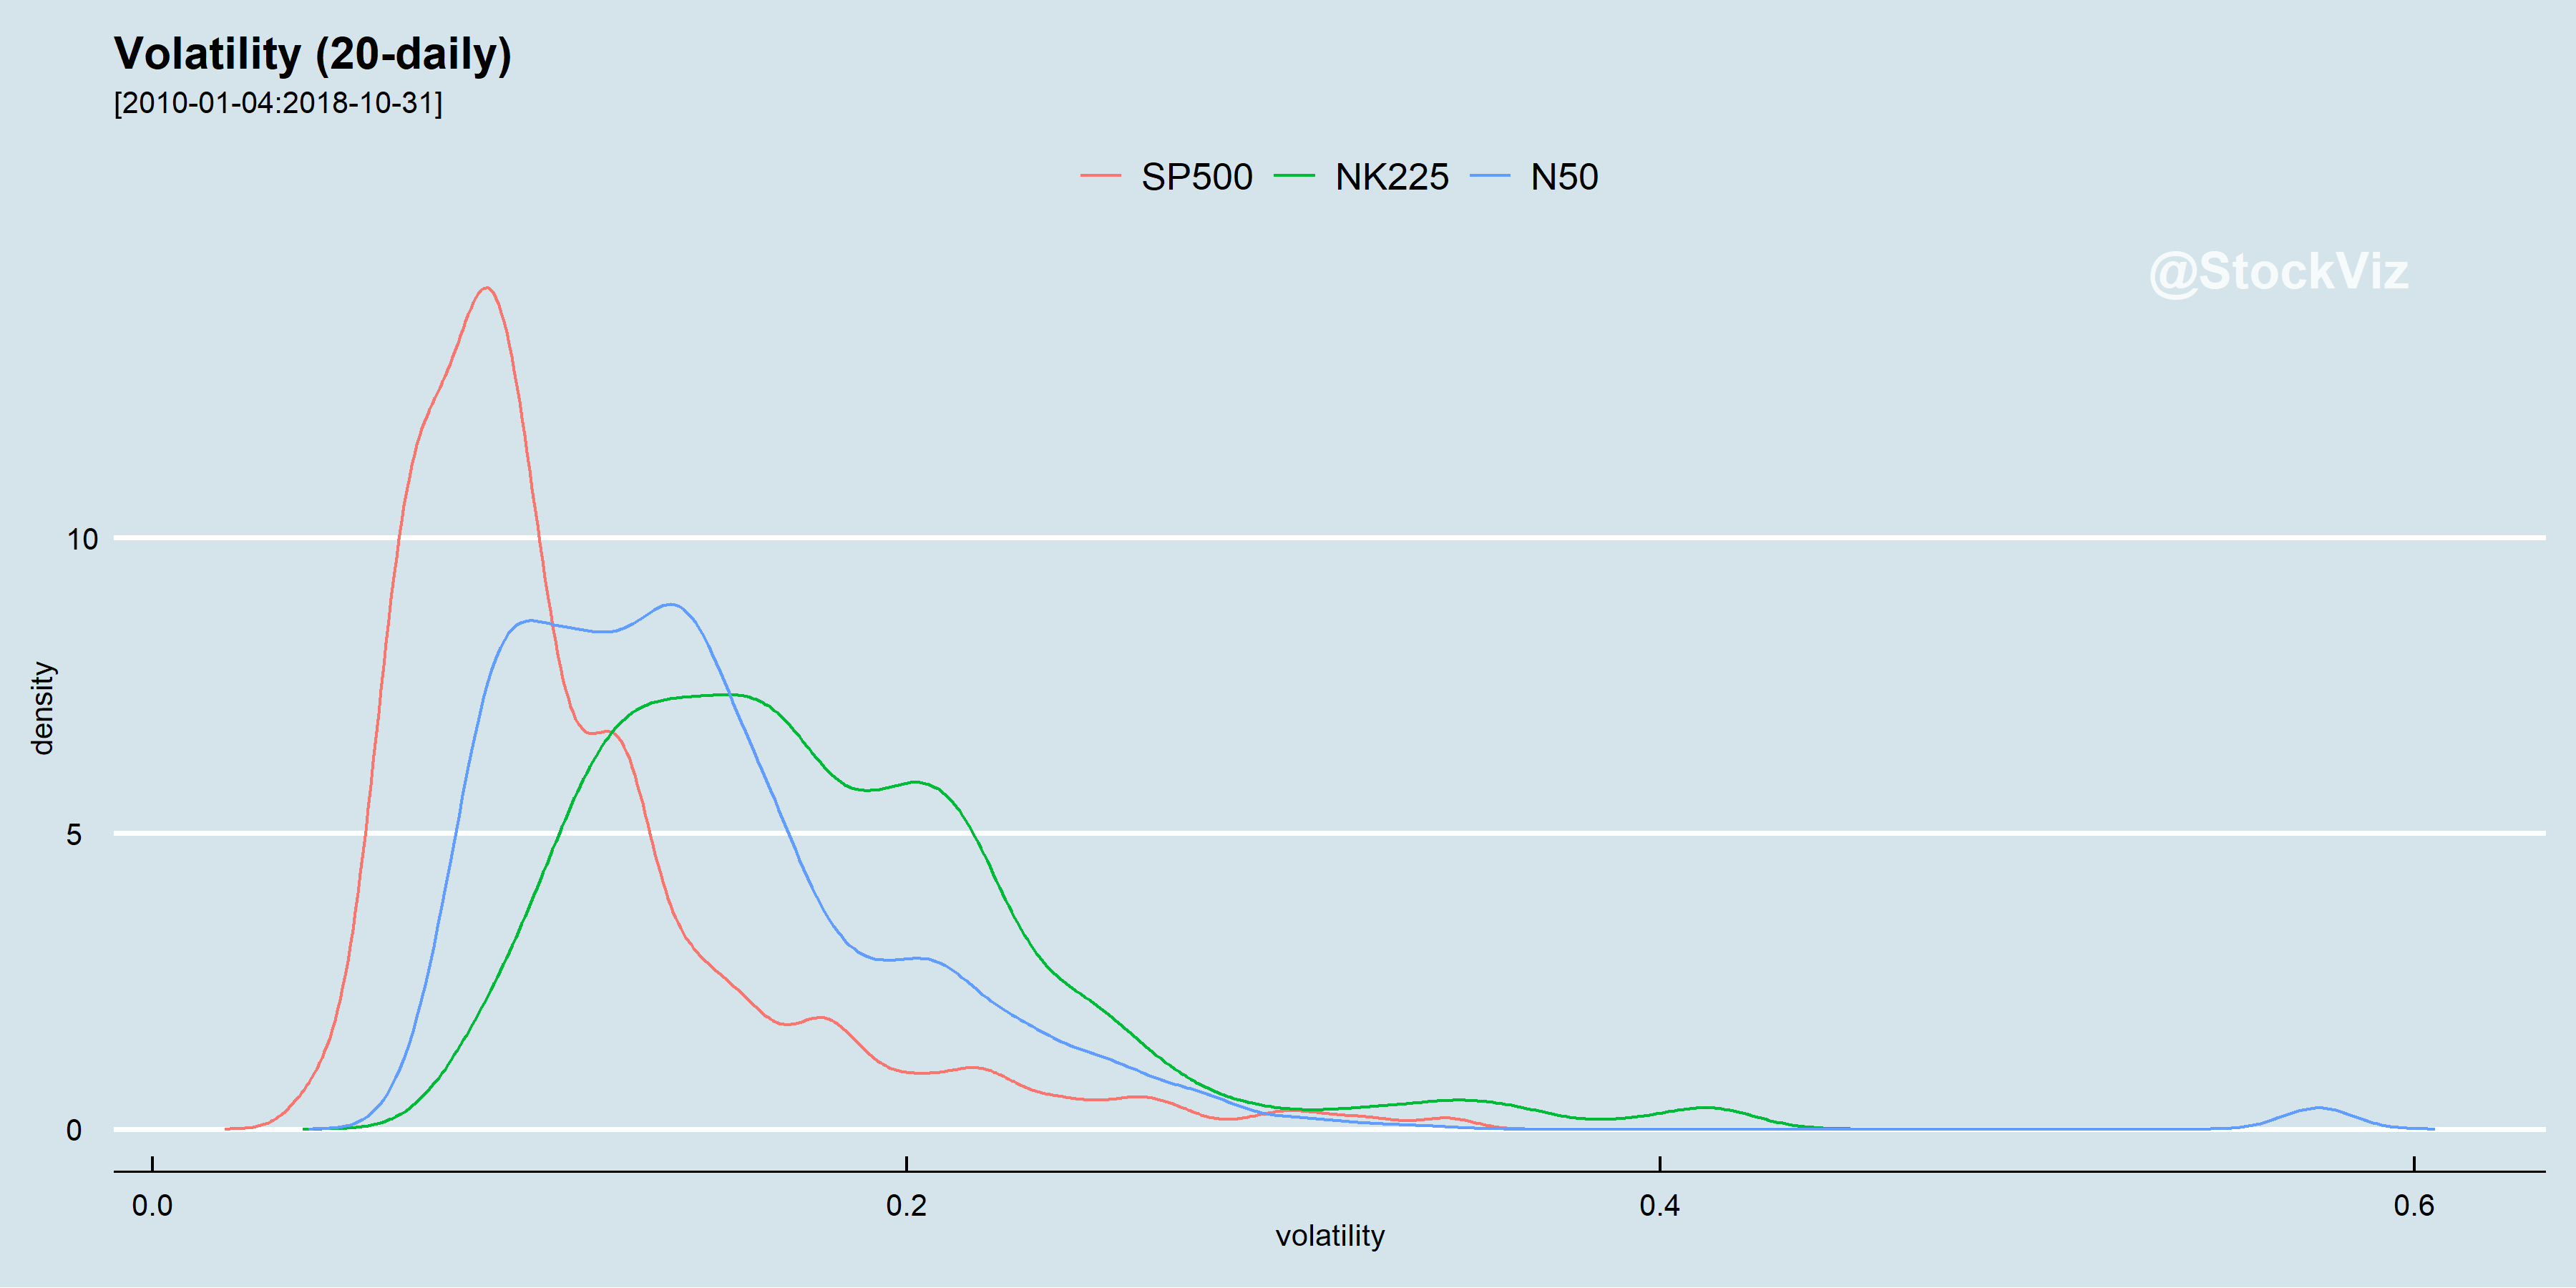 Volatility (20-daily)
[2010-01-04:2018-10-31]
SP500 NK225 N50
@StockViz
10
5
0
density
0.0 0.2 0.4 0.6
volatility